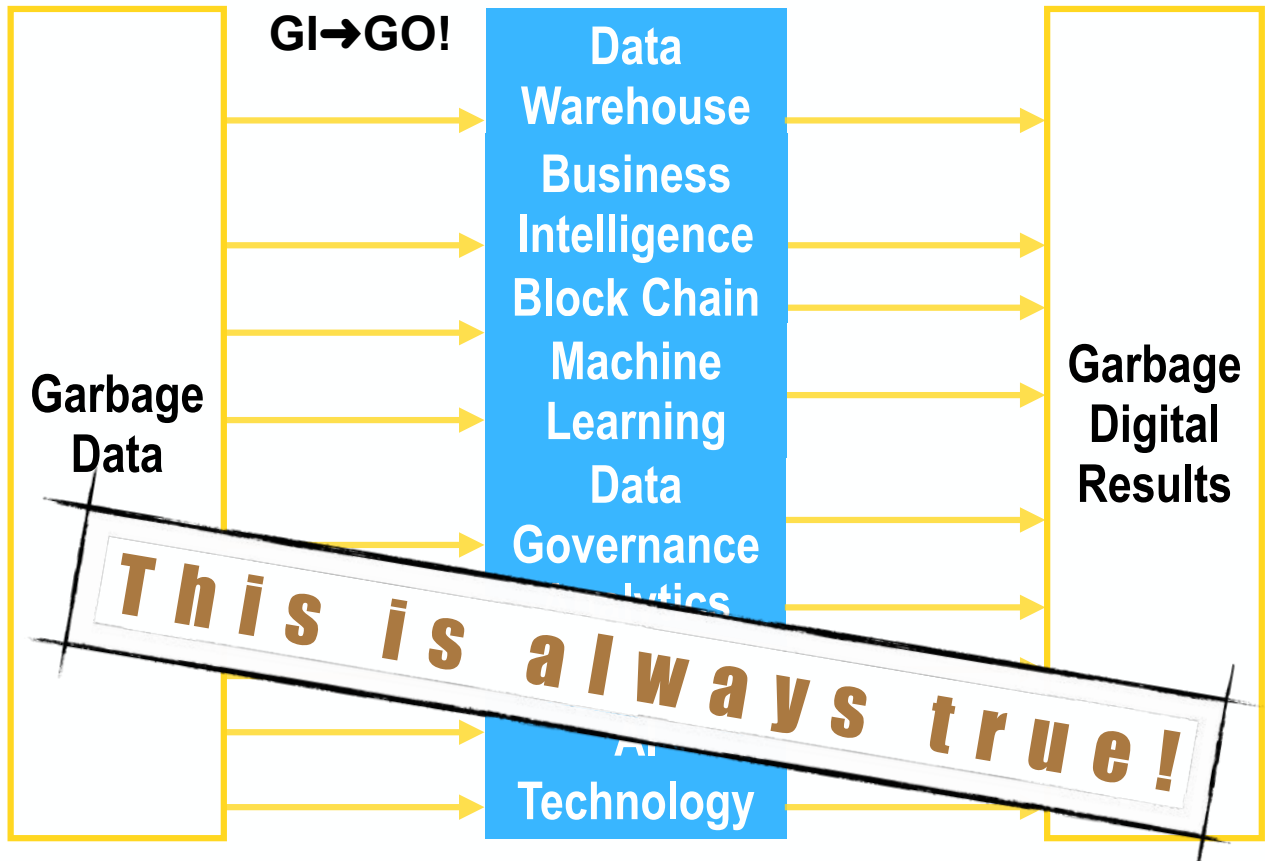 GI➔GO!
Data
Warehouse
Business
Intelligence
Block Chain
Machine
Learning
Data
Governance
Technology
Garbage
Data
Garbage
Digital
Results
This is always true!